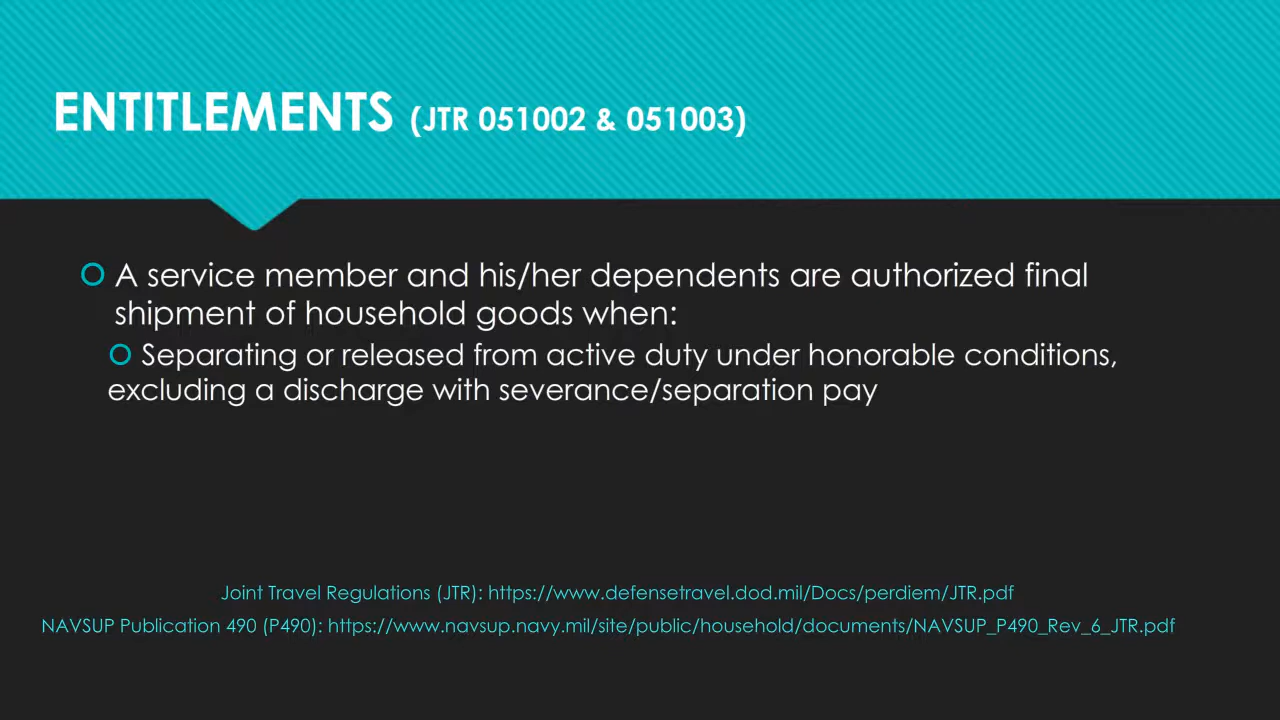 ENTITLEMENTS (JTR 051002 & 051003)
A service member and his/her dependents are authorized final
shipment of household goods when:
Separating or released from active duty under honorable conditions,
excluding a discharge with severance/separation pay
Joint Travel Regulations (JTR): https://www.defensetravel.dod.mil/Docs/perdiem/JTR.pdf
NAVSUP Publication 490 (P490): https://www.navsup.navy.mil/site/public/household/documents/NAVSUP_P490_Rev_6_JTR.pdf